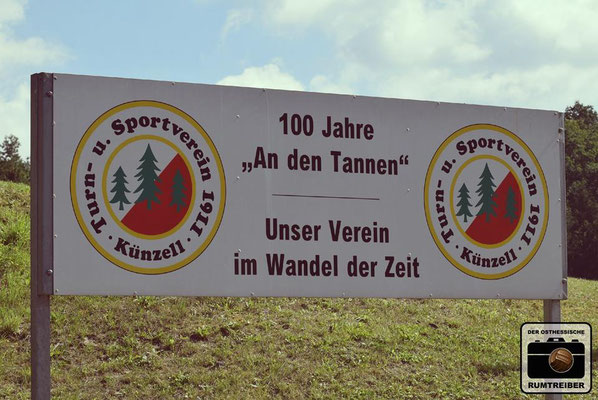 Turn- u. Sportverein 1911
· Künzell ·
100 Jahre
„An den Tannen“
Unser Verein
im Wandel der Zeit
Turn- u. Sportverein 1911
· Künzell ·
DER OSTHESSISCHE
RUMTREIBER